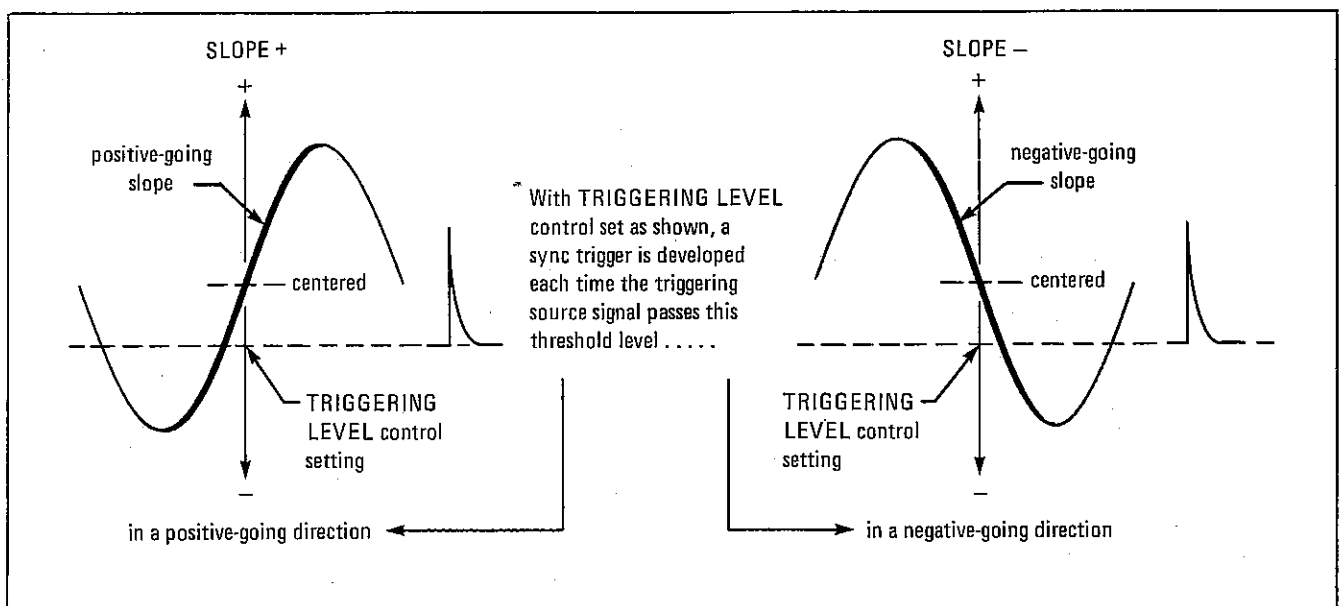 SLOPE +
+
positive-going
slope
centered
TRIGGERING
LEVEL control
setting
–
in a positive-going direction
With TRIGGERING LEVEL
control set as shown, a
sync trigger is developed
each time the triggering
source signal passes this
threshold level . . . . .
SLOPE –
+
negative-going
slope
centered
TRIGGERING
LEVEL control
setting
–
in a negative-going direction